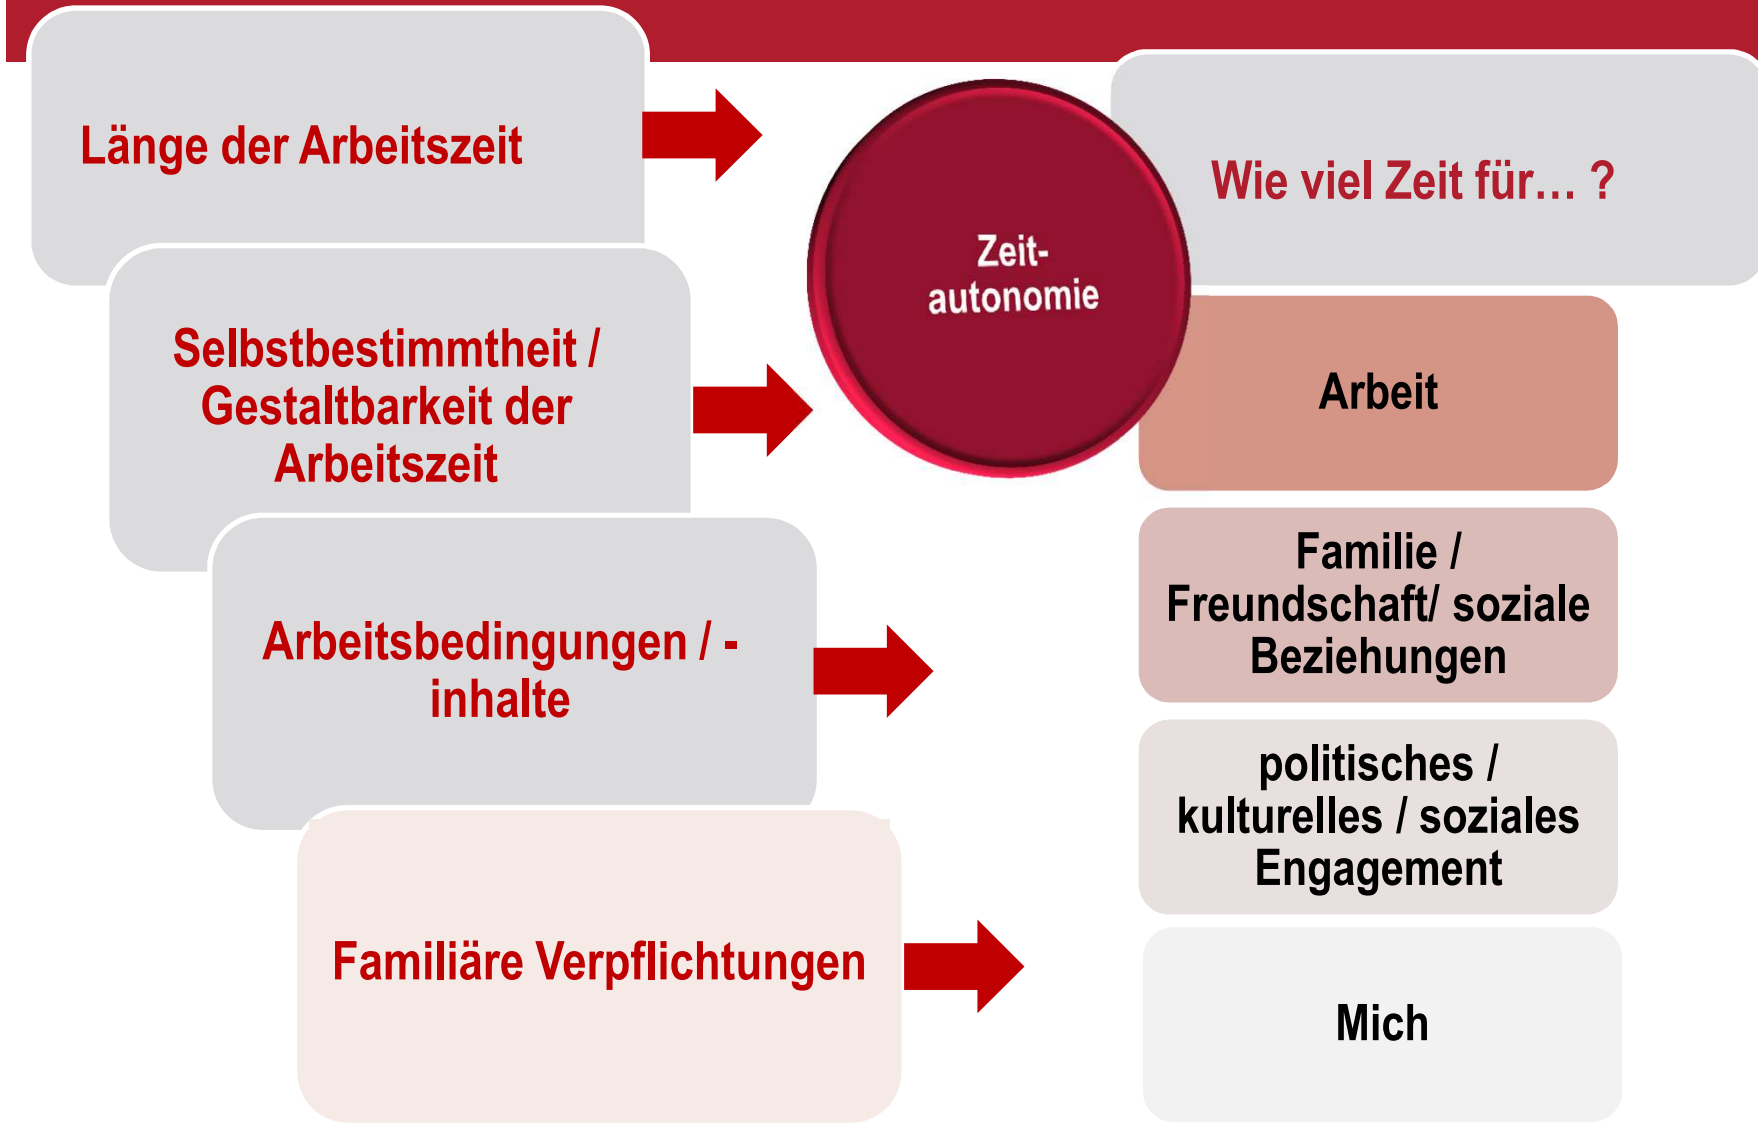 Länge der Arbeitszeit
Selbstbestimmtheit /
Gestaltbarkeit der
Arbeitszeit
Arbeitsbedingungen / -
inhalte
Familiäre Verpflichtungen
Zeit-
autonomie
Wie viel Zeit für… ?
Arbeit
Familie /
Freundschaft/ soziale
Beziehungen
politisches /
kulturelles / soziales
Engagement
Mich